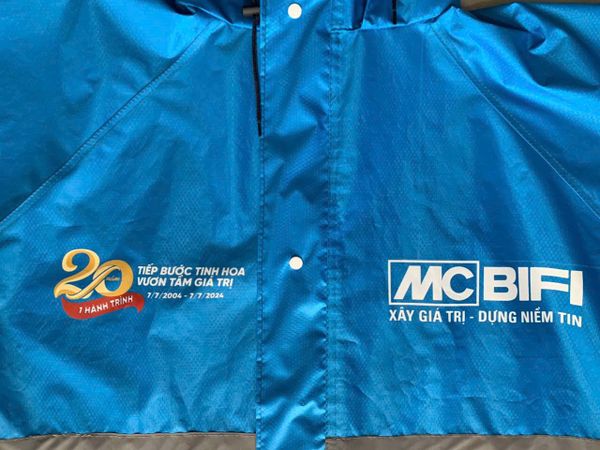 20
năm
1 HÀNH TRÌNH
TIẾP BƯỚC TINH HOA
VƯƠN TẦM GIÁ TRỊ
7/7/2004 - 7/7/2024
MCBIFI
XÂY GIÁ TRỊ - DỰNG NIỀM TIN